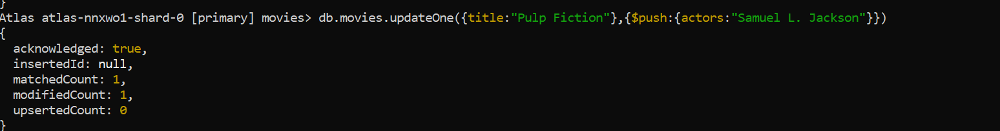 }
Atlas atlas-nnxwo1-shard-0 [primary] movies> db.movies.updateOne({title:"Pulp Fiction"},{$push:{actors:"Samuel L. Jackson"}})
{
  acknowledged: true,
  insertedId: null,
  matchedCount: 1,
  modifiedCount: 1,
  upsertedCount: 0
}